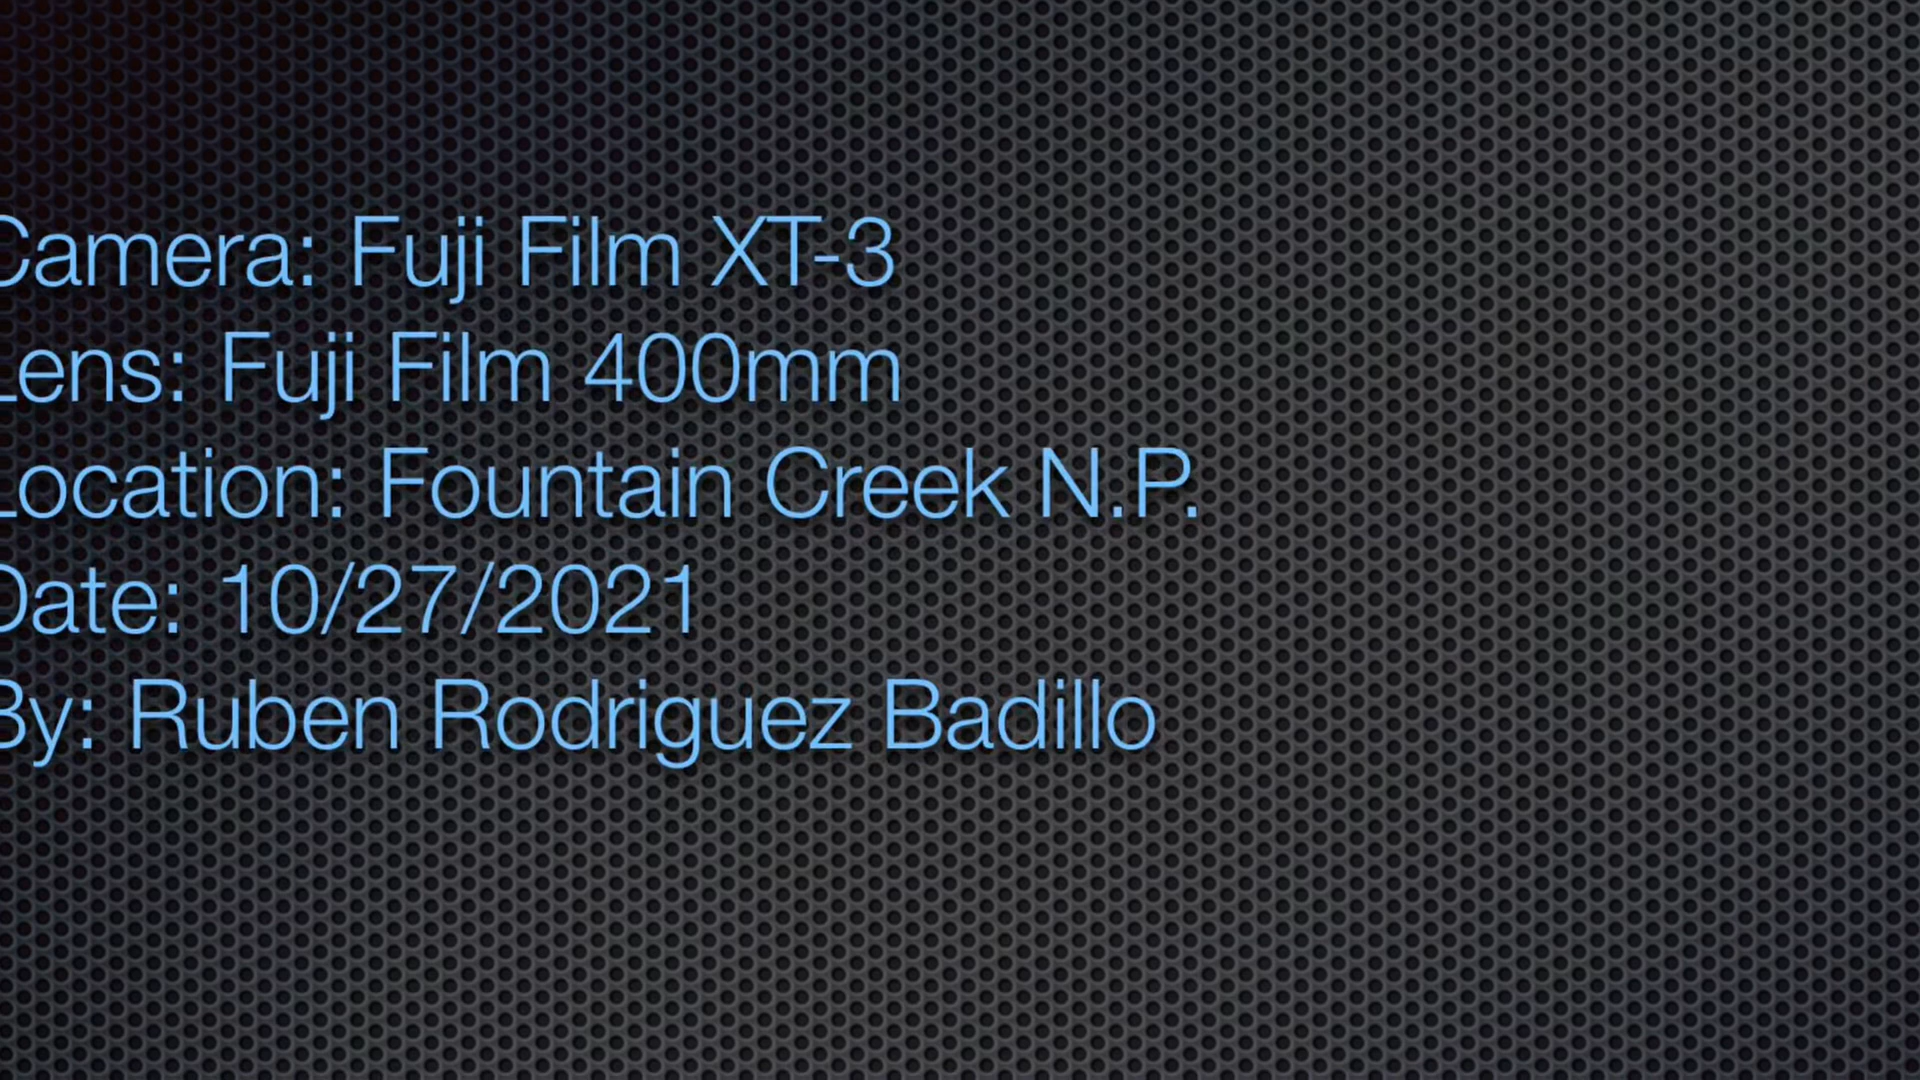 Camera: Fuji Film XT-3
Lens: Fuji Film 400mm
Location: Fountain Creek N.P.
Date: 10/27/2021
By: Ruben Rodriguez Badillo